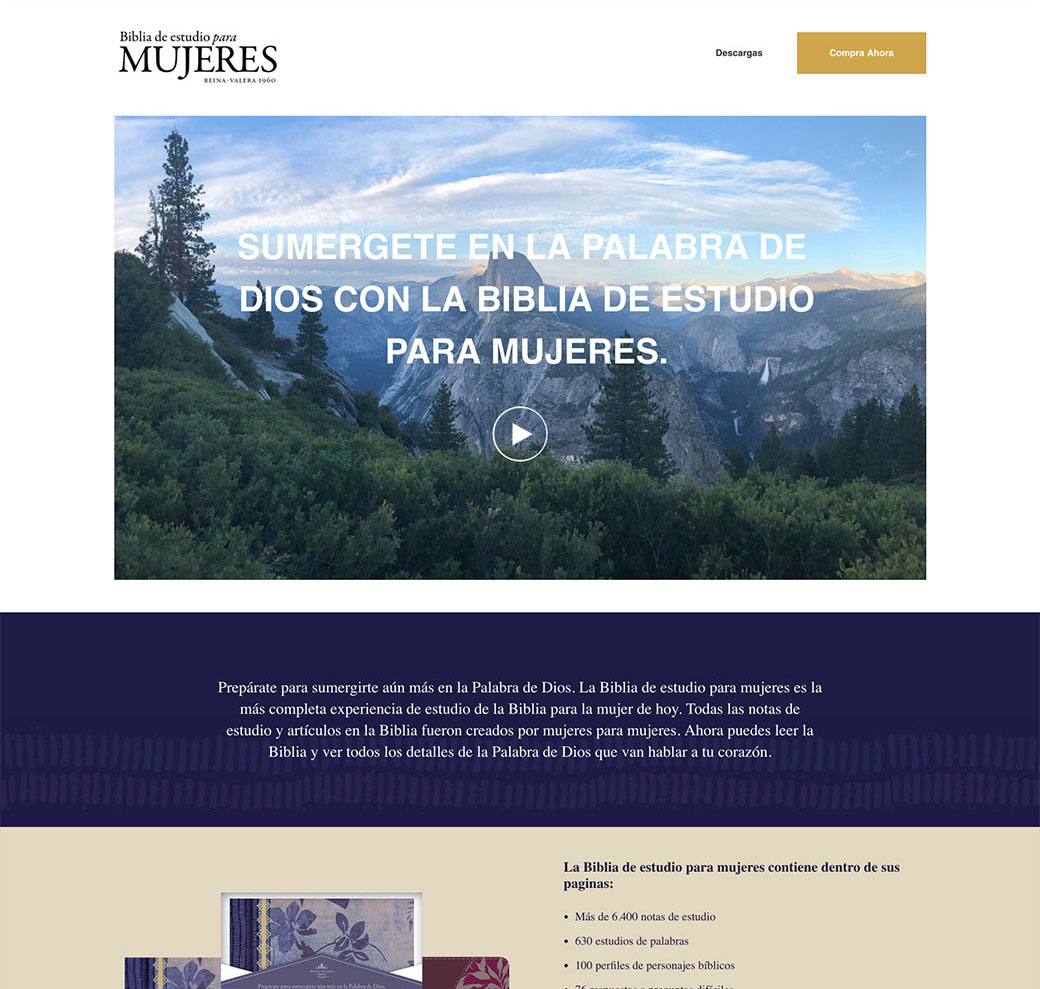 Biblia de estudio para
MUJERES
REINA-VALERA 1960
Descargas
Compra Ahora
SUMERGETE EN LA PALABRA DE
DIOS CON LA BIBLIA DE ESTUDIO
PARA MUJERES.
Prepárate para sumergirte aún más en la Palabra de Dios. La Biblia de estudio para mujeres es la
más completa experiencia de estudio de la Biblia para la mujer de hoy. Todas las notas de
estudio y artículos en la Biblia fueron creados por mujeres para mujeres. Ahora puedes leer la
Biblia y ver todos los detalles de la Palabra de Dios que van hablar a tu corazón.
La Biblia de estudio para mujeres contiene dentro de sus
paginas:
• Más de 6.400 notas de estudio
• 630 estudios de palabras
• 100 perfiles de personajes bíblicos
• 76 respuestas a preguntas difíciles
Prepárate para sumergirte aún más en la Palabra de Dios.